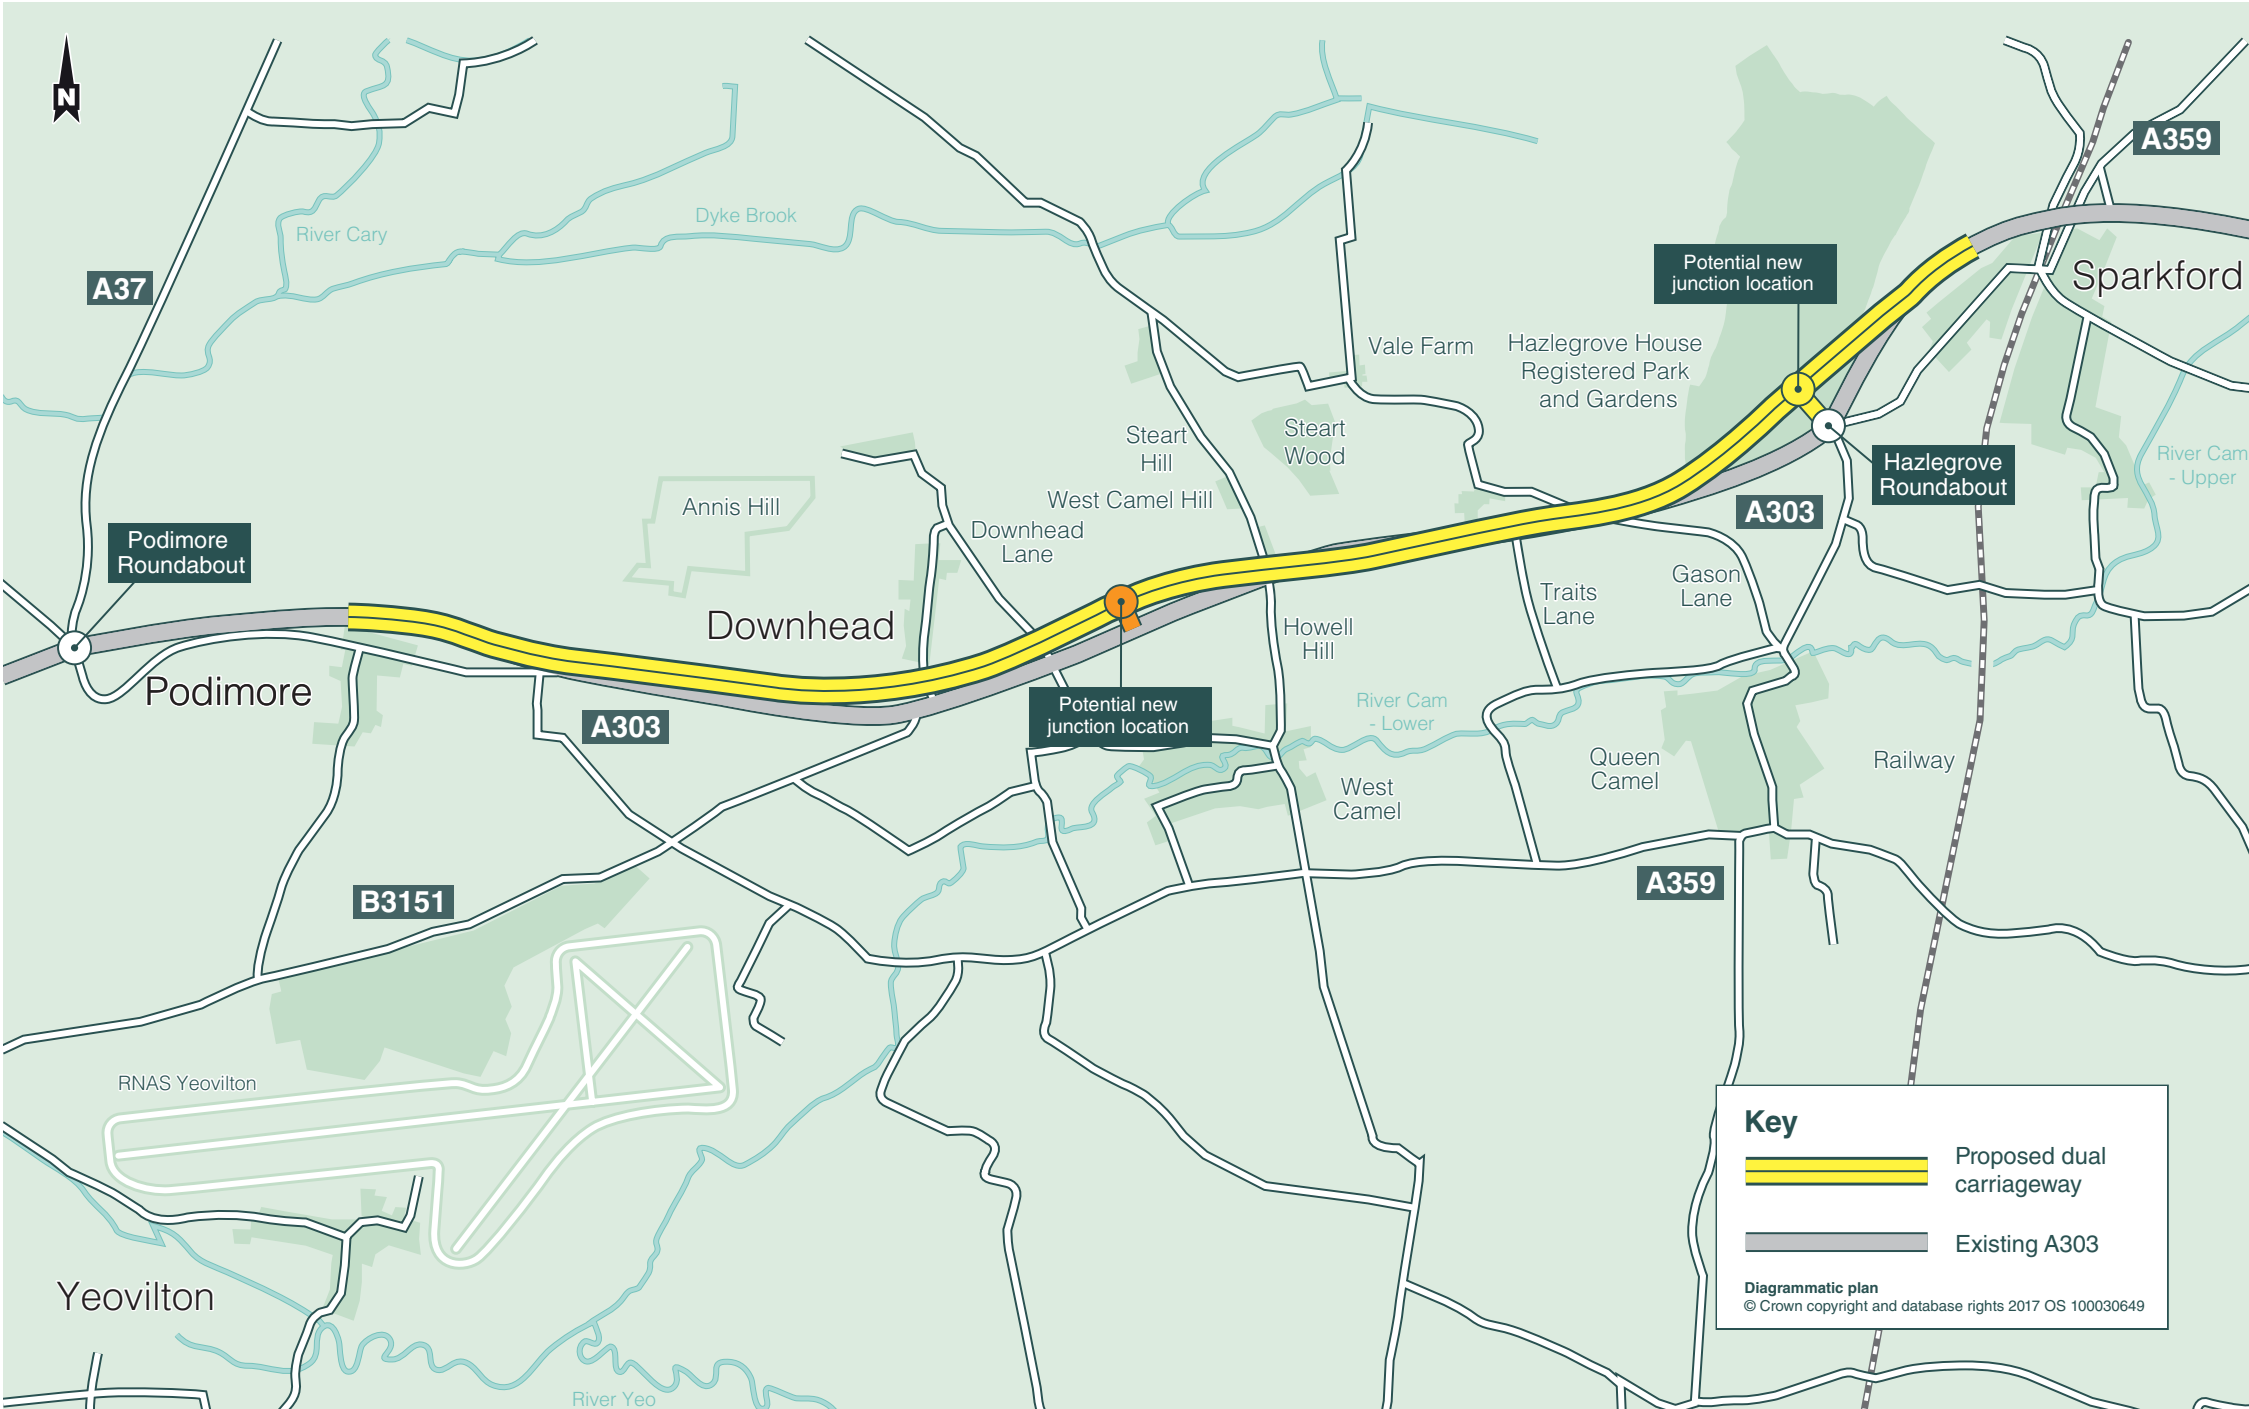 N
A359
Dyke Brook
River Cary
A37
Potential new
junction location
Sparkford
Vale Farm
Hazlegrove House
Registered Park
and Gardens
Steart
Hill
Steart
Wood
River Cam
- Upper
Hazlegrove
Roundabout
Annis Hill
West Camel Hill
A303
Downhead
Lane
Podimore
Roundabout
Traits
Lane
Gason
Lane
Downhead
Howell
Hill
Podimore
A303
Potential new
junction location
River Cam
- Lower
Queen
Camel
Railway
West
Camel
A359
B3151
RNAS Yeovilton
Key
Proposed dual
carriageway
Existing A303
Diagrammatic plan
© Crown copyright and database rights 2017 OS 100030649
Yeovilton
River Yeo